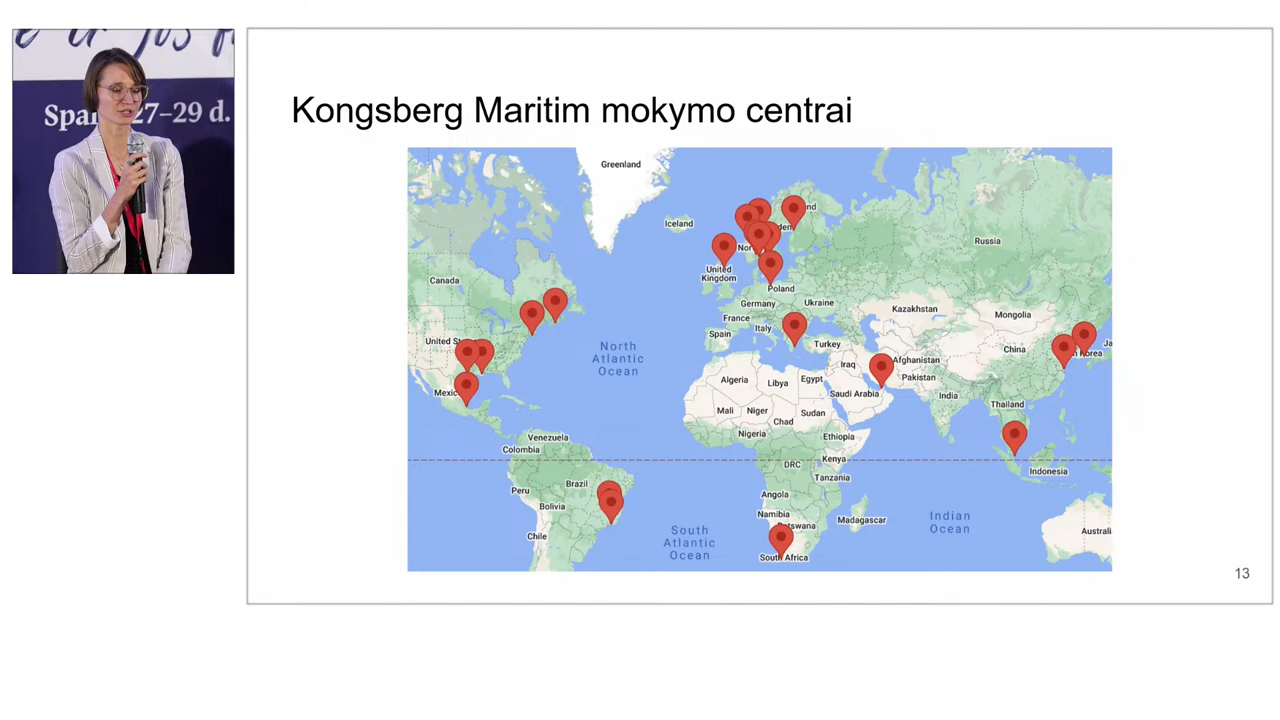 Spa 27–29 d.
Kongsberg Maritim mokymo centrai
Greenland
Iceland
Russia
Canada
United
Kingdom
Poland
Germany
Ukraine
France
Kazakhstan
Mongolia
Italy
Spain
Turkey
China
Iraq
Afghanistan
Pakistan
North
Atlantic
Ocean
Algeria
Libya
Egypt
Saudi Arabia
India
Thailand
Mali
Niger
Sudan
Chad
Nigeria
Ethiopia
Venezuela
Colombia
DRC
Kenya
Indonesia
Tanzania
Brazil
Peru
Angola
Bolivia
Namibia
Madagascar
Indian
Ocean
Chile
South
Atlantic
Ocean
South Africa
13